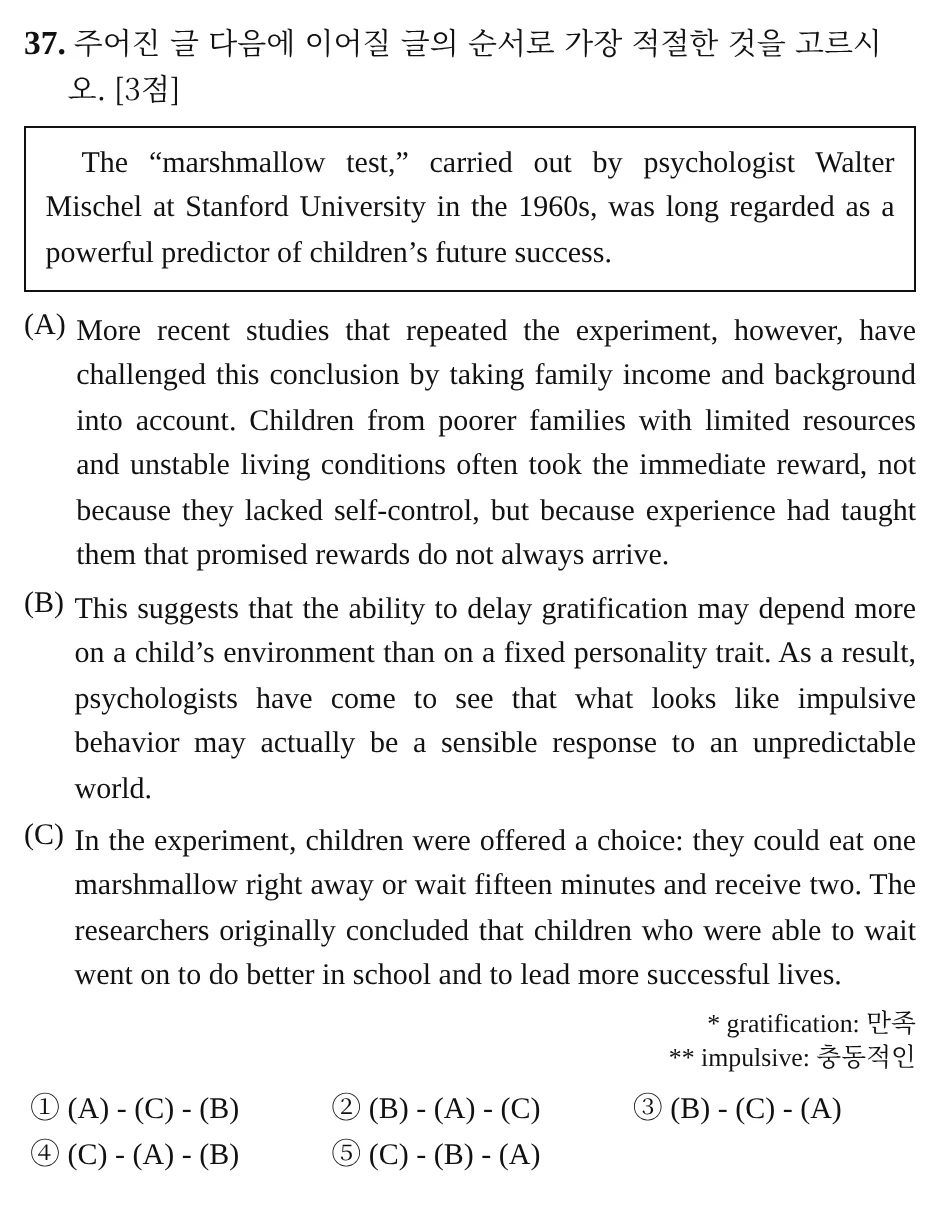 37. 주어진 글 다음에 이어질 글의 순서로 가장 적절한 것을 고르시
오. [3점]
The “marshmallow test,” carried out by psychologist Walter
Mischel at Stanford University in the 1960s, was long regarded as a
powerful predictor of children’s future success.
(A) More recent studies that repeated the experiment, however, have
challenged this conclusion by taking family income and background
into account. Children from poorer families with limited resources
and unstable living conditions often took the immediate reward, not
because they lacked self-control, but because experience had taught
them that promised rewards do not always arrive.
(B) This suggests that the ability to delay gratification may depend more
on a child’s environment than on a fixed personality trait. As a result,
psychologists have come to see that what looks like impulsive
behavior may actually be a sensible response to an unpredictable
world.
(C) In the experiment, children were offered a choice: they could eat one
marshmallow right away or wait fifteen minutes and receive two. The
researchers originally concluded that children who were able to wait
went on to do better in school and to lead more successful lives.
* gratification: 만족
** impulsive: 충동적인
① (A) - (C) - (B) ② (B) - (A) - (C) ③ (B) - (C) - (A)
④ (C) - (A) - (B) ⑤ (C) - (B) - (A)